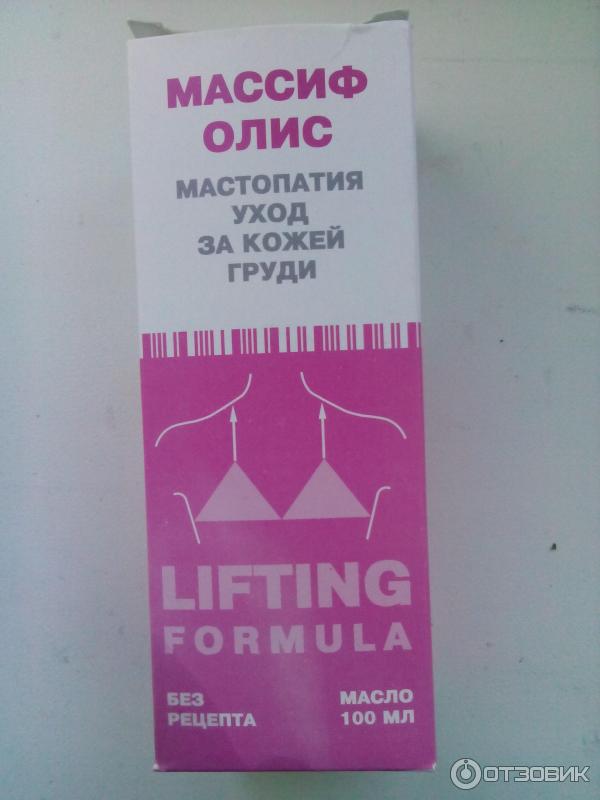 МАССИФ
ОЛИС
МАСТОПАТИЯ
УХОД
ЗА КОЖЕЙ
ГРУДИ
LIFTING
FORMULA
БЕЗ
РЕЦЕПТА
МАСЛО
100 МЛ
ОТЗОВИК